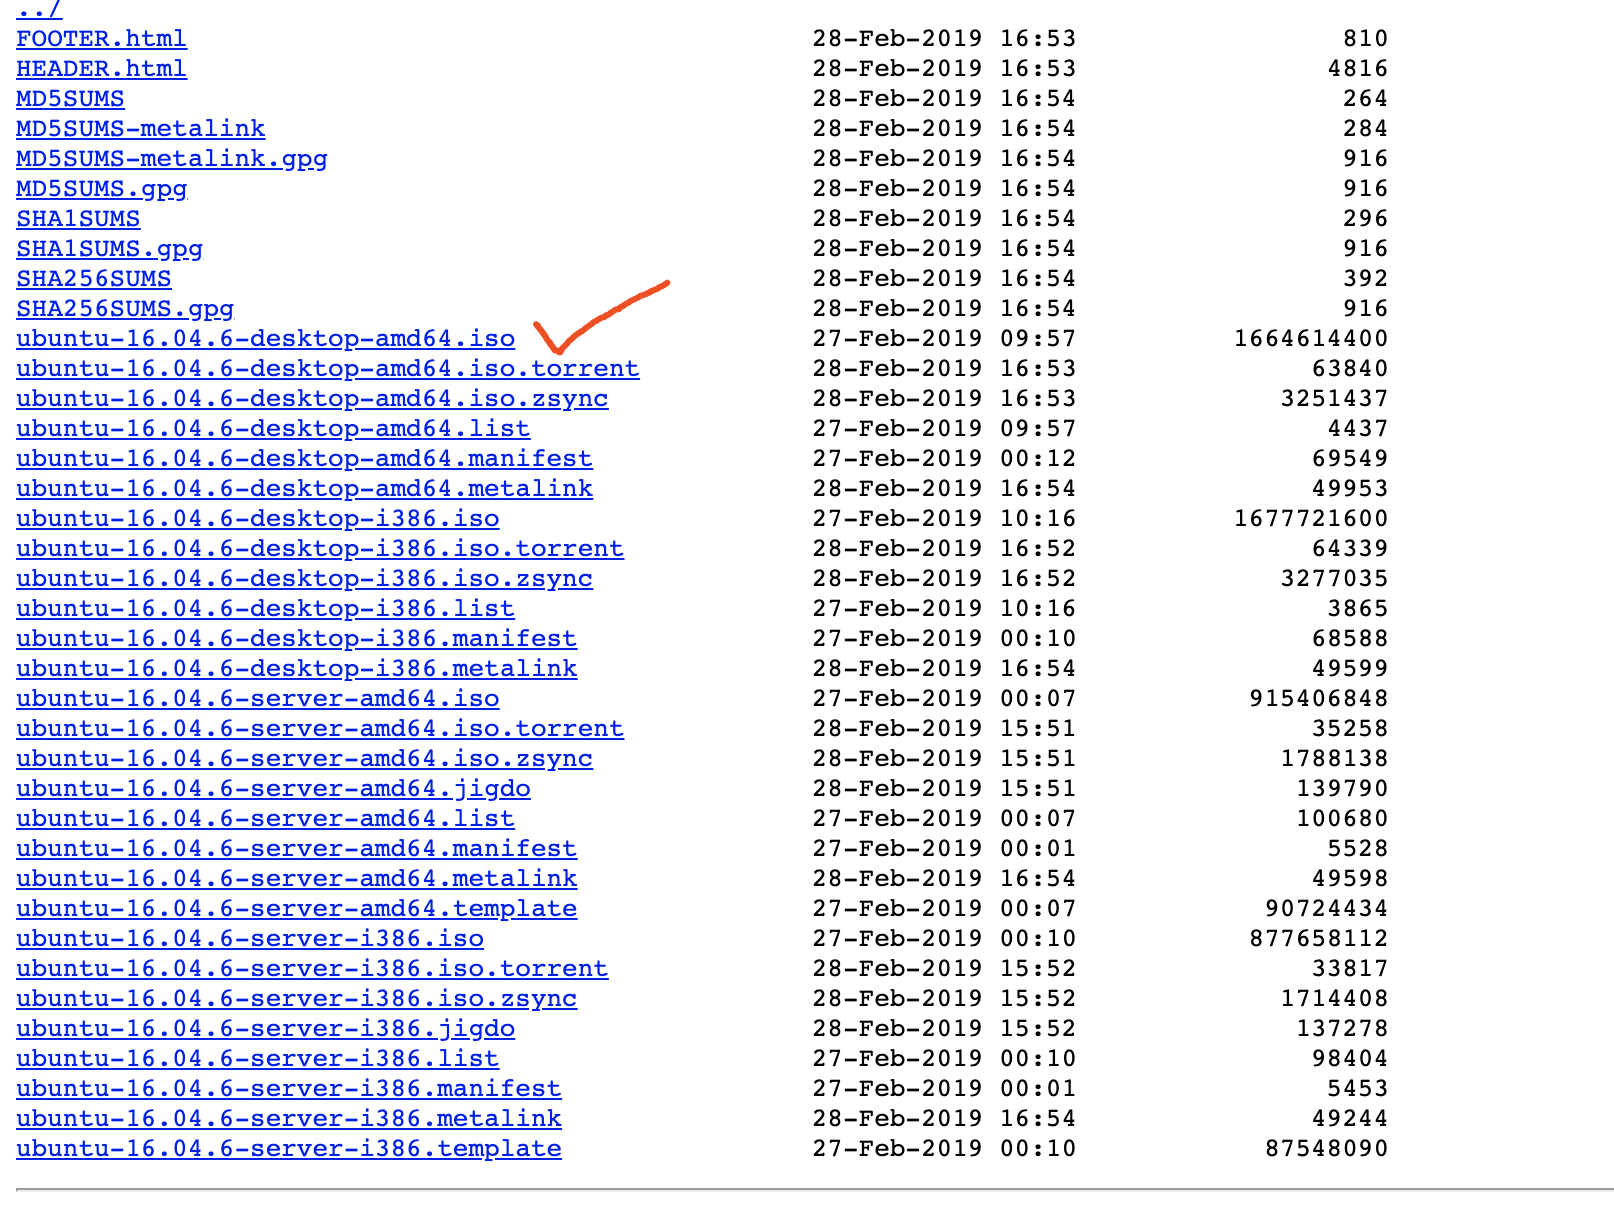 ../
FOOTER.html 28-Feb-2019 16:53 810
HEADER.html 28-Feb-2019 16:53 4816
MD5SUMS 28-Feb-2019 16:54 264
MD5SUMS-metalink 28-Feb-2019 16:54 284
MD5SUMS-metalink.gpg 28-Feb-2019 16:54 916
MD5SUMS.gpg 28-Feb-2019 16:54 916
SHA1SUMS 28-Feb-2019 16:54 296
SHA1SUMS.gpg 28-Feb-2019 16:54 916
SHA256SUMS 28-Feb-2019 16:54 392
SHA256SUMS.gpg 28-Feb-2019 16:54 916
ubuntu-16.04.6-desktop-amd64.iso 27-Feb-2019 09:57 1664614400
ubuntu-16.04.6-desktop-amd64.iso.torrent 28-Feb-2019 16:53 63840
ubuntu-16.04.6-desktop-amd64.iso.zsync 28-Feb-2019 16:53 3251437
ubuntu-16.04.6-desktop-amd64.list 27-Feb-2019 09:57 4437
ubuntu-16.04.6-desktop-amd64.manifest 27-Feb-2019 00:12 69549
ubuntu-16.04.6-desktop-amd64.metalink 28-Feb-2019 16:54 49953
ubuntu-16.04.6-desktop-i386.iso 27-Feb-2019 10:16 1677721600
ubuntu-16.04.6-desktop-i386.iso.torrent 28-Feb-2019 16:52 64339
ubuntu-16.04.6-desktop-i386.iso.zsync 28-Feb-2019 16:52 3277035
ubuntu-16.04.6-desktop-i386.list 27-Feb-2019 10:16 3865
ubuntu-16.04.6-desktop-i386.manifest 27-Feb-2019 00:10 68588
ubuntu-16.04.6-desktop-i386.metalink 28-Feb-2019 16:54 49599
ubuntu-16.04.6-server-amd64.iso 27-Feb-2019 00:07 915406848
ubuntu-16.04.6-server-amd64.iso.torrent 28-Feb-2019 15:51 35258
ubuntu-16.04.6-server-amd64.iso.zsync 28-Feb-2019 15:51 1788138
ubuntu-16.04.6-server-amd64.jigdo 28-Feb-2019 15:51 139790
ubuntu-16.04.6-server-amd64.list 27-Feb-2019 00:07 100680
ubuntu-16.04.6-server-amd64.manifest 27-Feb-2019 00:01 5528
ubuntu-16.04.6-server-amd64.metalink 28-Feb-2019 16:54 49598
ubuntu-16.04.6-server-amd64.template 27-Feb-2019 00:07 90724434
ubuntu-16.04.6-server-i386.iso 27-Feb-2019 00:10 877658112
ubuntu-16.04.6-server-i386.iso.torrent 28-Feb-2019 15:52 33817
ubuntu-16.04.6-server-i386.iso.zsync 28-Feb-2019 15:52 1714408
ubuntu-16.04.6-server-i386.jigdo 28-Feb-2019 15:52 137278
ubuntu-16.04.6-server-i386.list 27-Feb-2019 00:10 98404
ubuntu-16.04.6-server-i386.manifest 27-Feb-2019 00:01 5453
ubuntu-16.04.6-server-i386.metalink 28-Feb-2019 16:54 49244
ubuntu-16.04.6-server-i386.template 27-Feb-2019 00:10 87548090